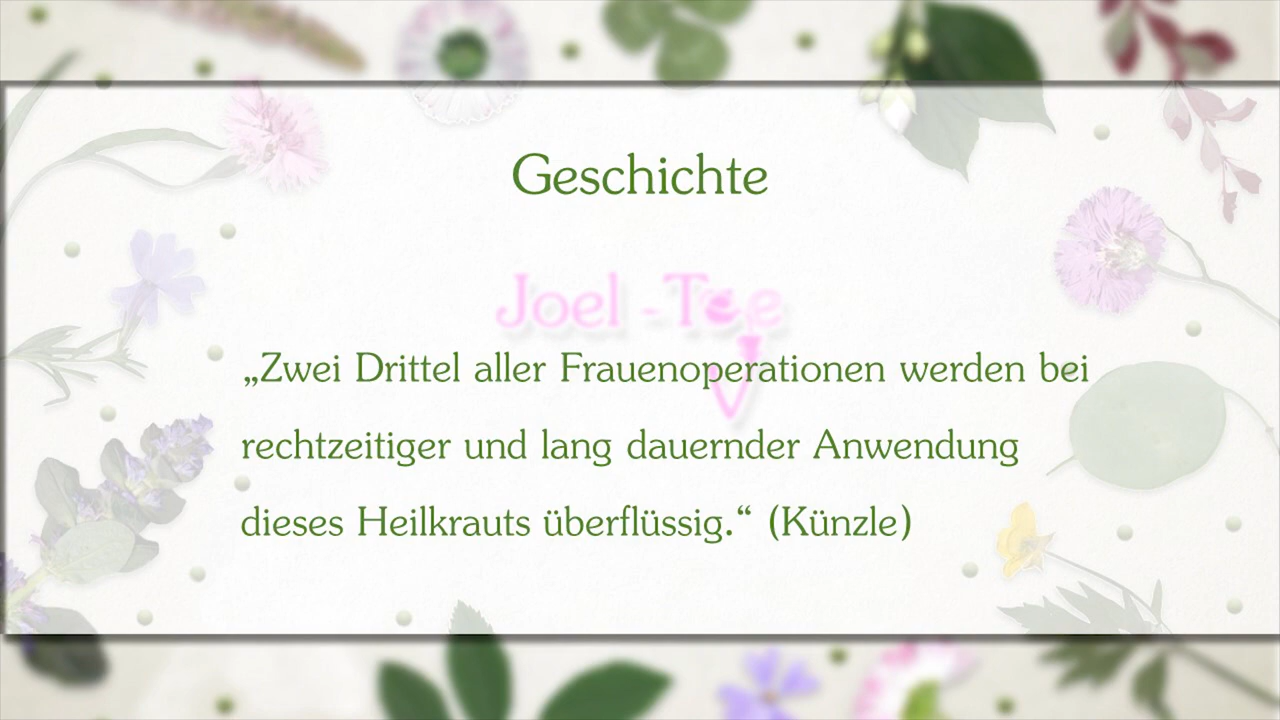 Geschichte
Joel - Tee
„Zwei Drittel aller Frauenoperationen werden bei
rechtzeitiger und lang dauernder Anwendung
dieses Heilkrauts überflüssig.“ (Künzle)